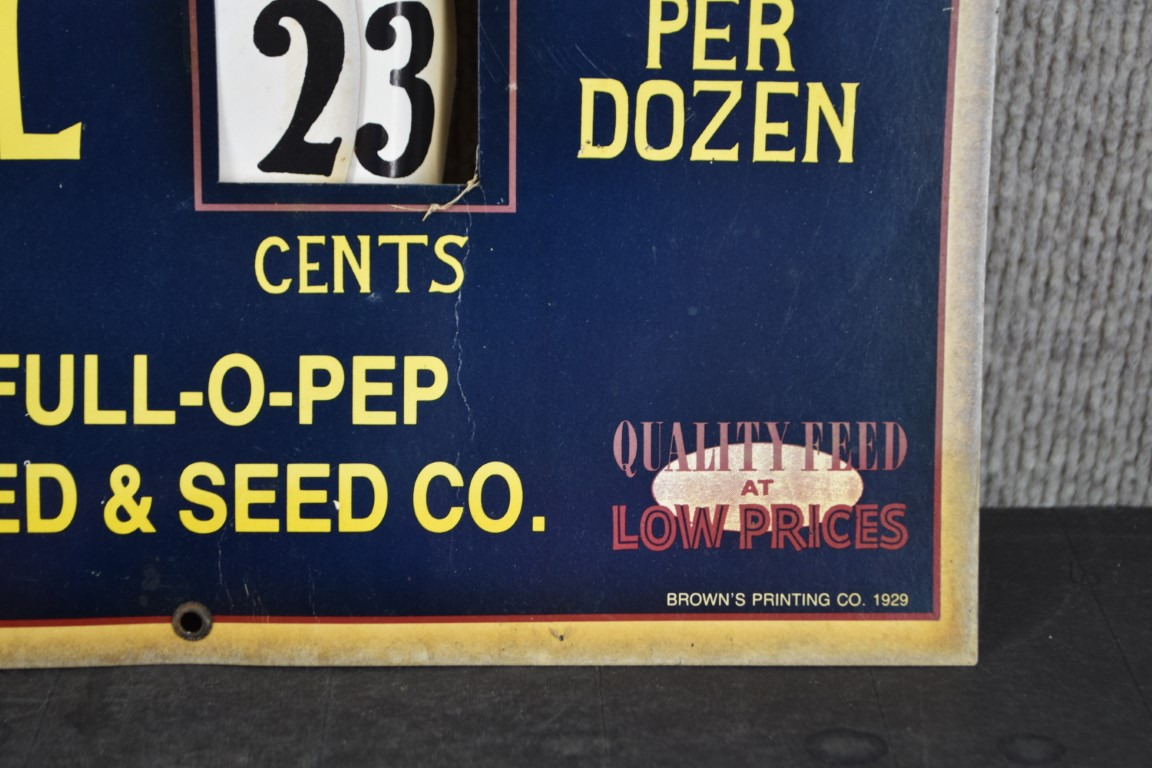 23
PER
DOZEN
CENTS
FULL-O-PEP
ED & SEED CO.
QUALITY FEED
AT
LOW PRICES
BROWN'S PRINTING CO. 1929